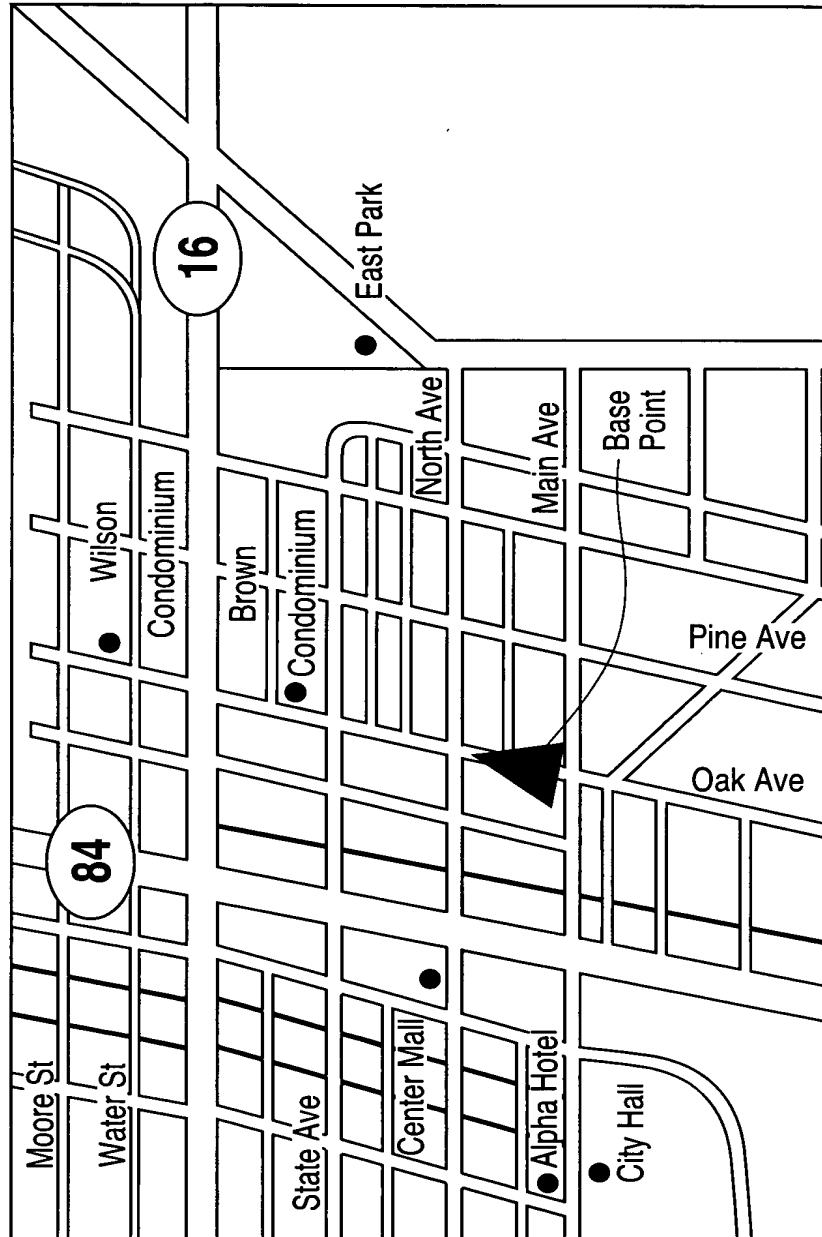 Moore St
Water St
84
Wilson
Condominium
16
Brown
Condominium
State Ave
East Park
Center Mall
North Ave
Alpha Hotel
Main Ave
City Hall
Base
Point
Pine Ave
Oak Ave